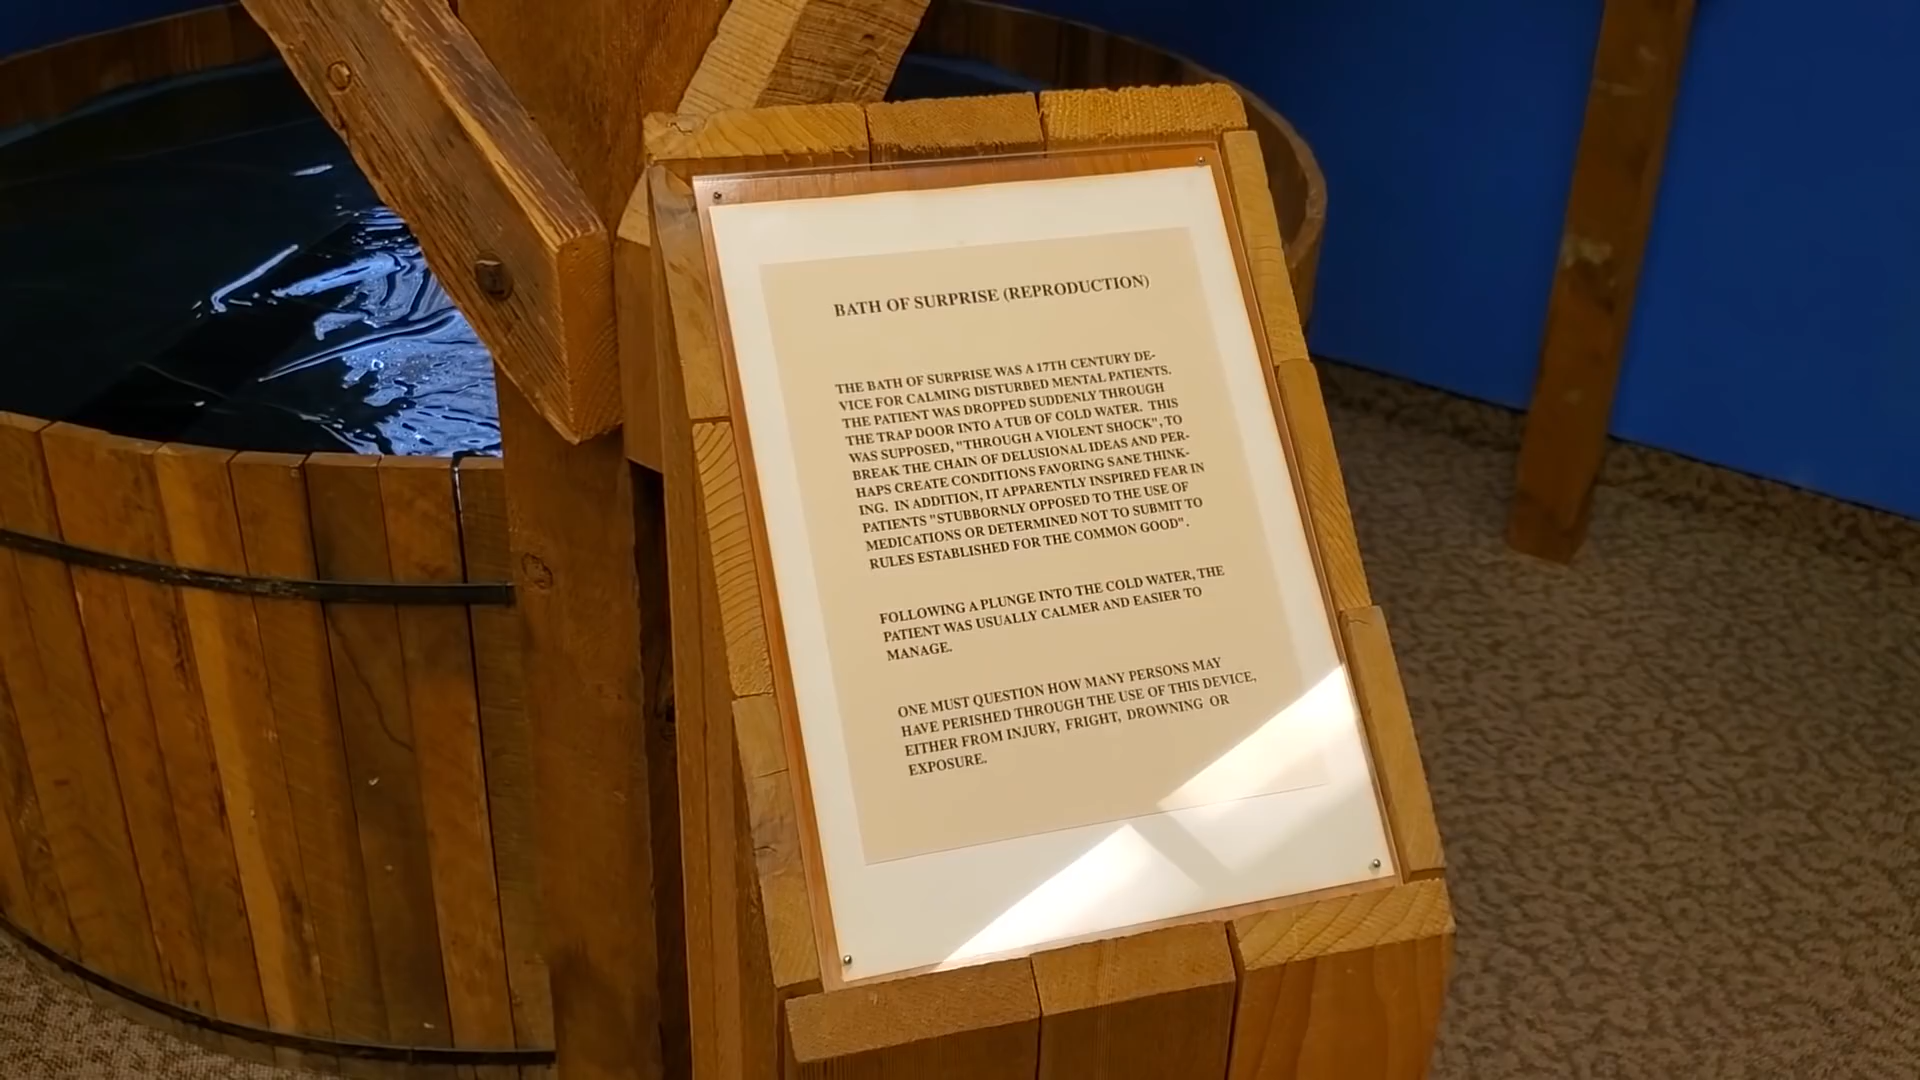 BATH OF SURPRISE (REPRODUCTION)
THE BATH OF SURPRISE WAS A 17TH CENTURY DE-
VICE FOR CALMING DISTURBED MENTAL PATIENTS.
THE PATIENT WAS DROPPED SUDDENLY THROUGH
THE TRAP DOOR INTO A TUB OF COLD WATER. THIS
WAS SUPPOSED, "THROUGH A VIOLENT SHOCK", TO
BREAK THE CHAIN OF DELUSIONAL IDEAS AND PER-
HAPS CREATE CONDITIONS FAVORING SANE THINK-
ING. IN ADDITION, IT APPARENTLY INSPIRED FEAR IN
PATIENTS "STUBBORNLY OPPOSED TO THE USE OF
MEDICATIONS OR DETERMINED NOT TO SUBMIT TO
RULES ESTABLISHED FOR THE COMMON GOOD".
FOLLOWING A PLUNGE INTO THE COLD WATER, THE
PATIENT WAS USUALLY CALMER AND EASIER TO
MANAGE.
ONE MUST QUESTION HOW MANY PERSONS MAY
HAVE PERISHED THROUGH THE USE OF THIS DEVICE,
EITHER FROM INJURY, FRIGHT, DROWNING OR
EXPOSURE.